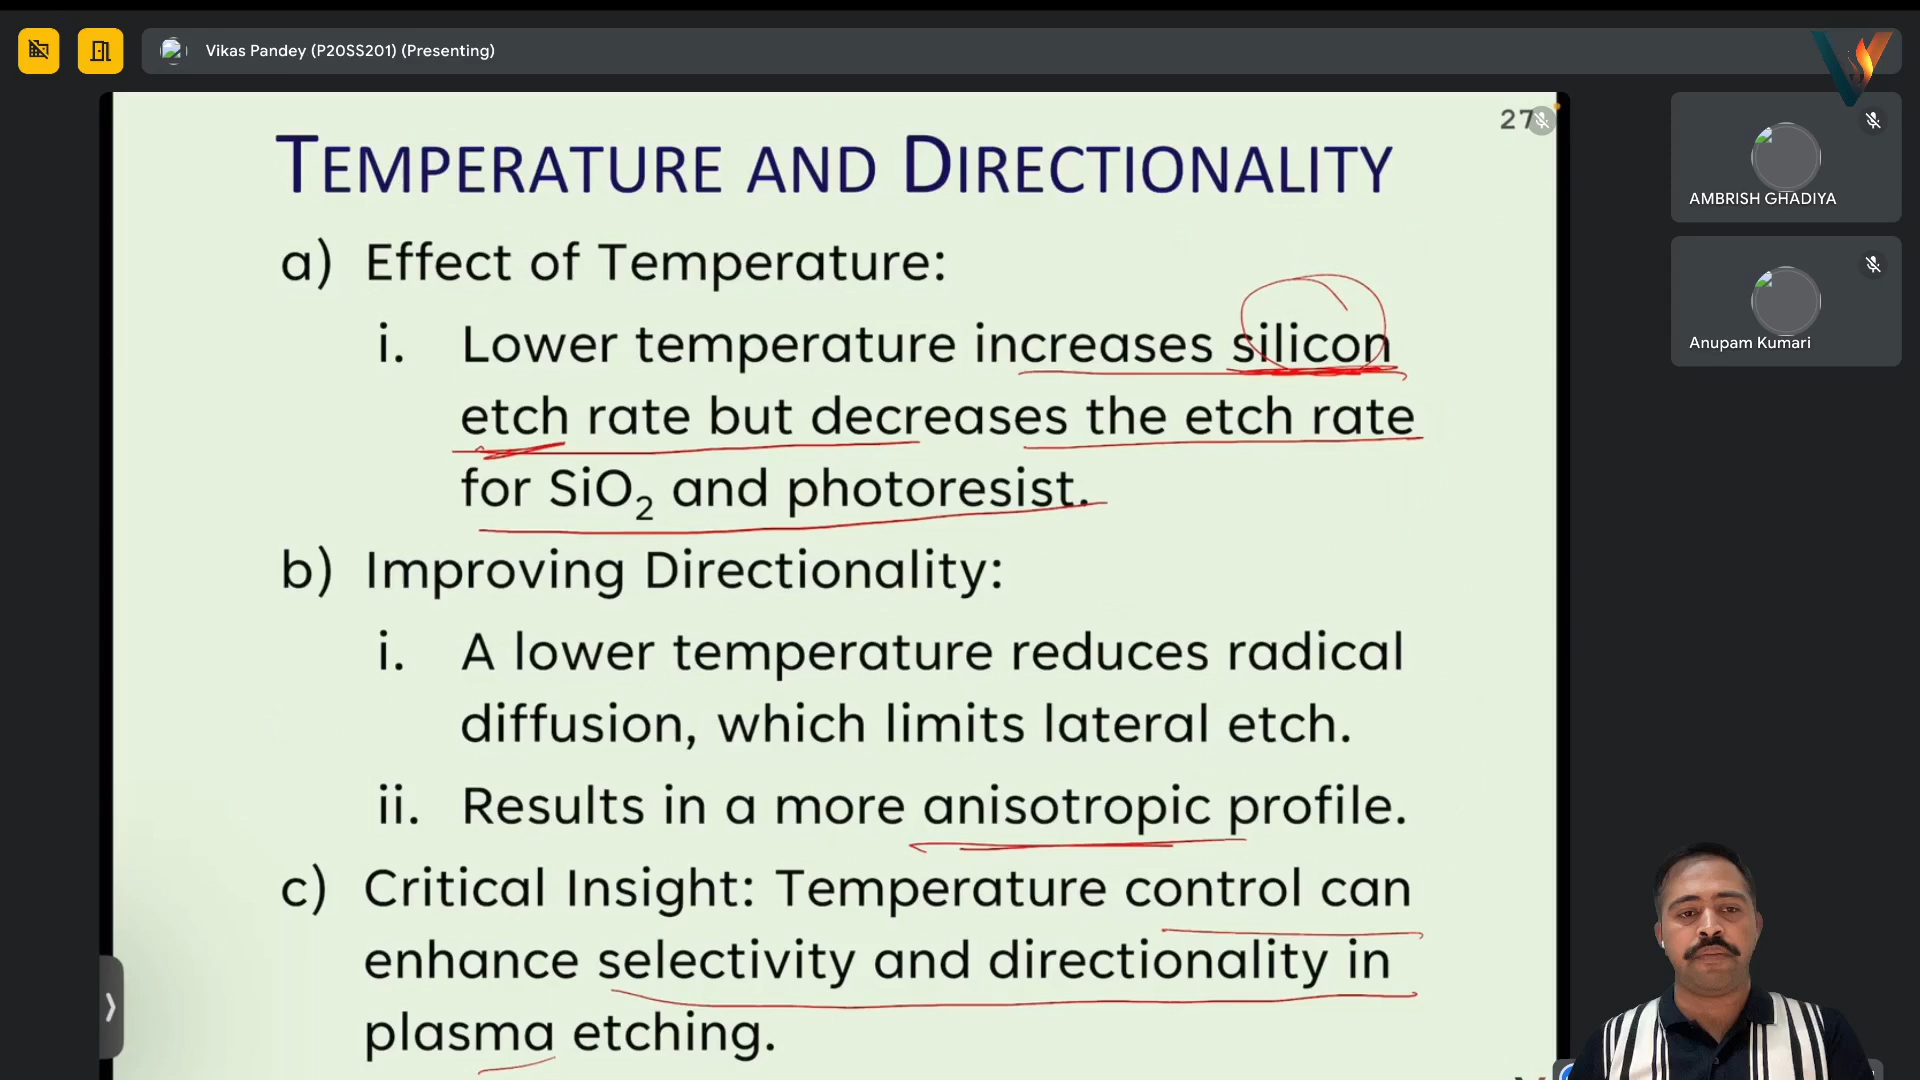 Vikas Pandey (P20SS201) (Presenting)
27
TEMPERATURE AND DIRECTIONALITY
a) Effect of Temperature:
i. Lower temperature increases silicon
etch rate but decreases the etch rate
for SiO₂ and photoresist.
b) Improving Directionality:
i. A lower temperature reduces radical
diffusion, which limits lateral etch.
ii. Results in a more anisotropic profile.
c) Critical Insight: Temperature control can
enhance selectivity and directionality in
plasma etching.
AMBRISH GHADIYA
Anupam Kumari